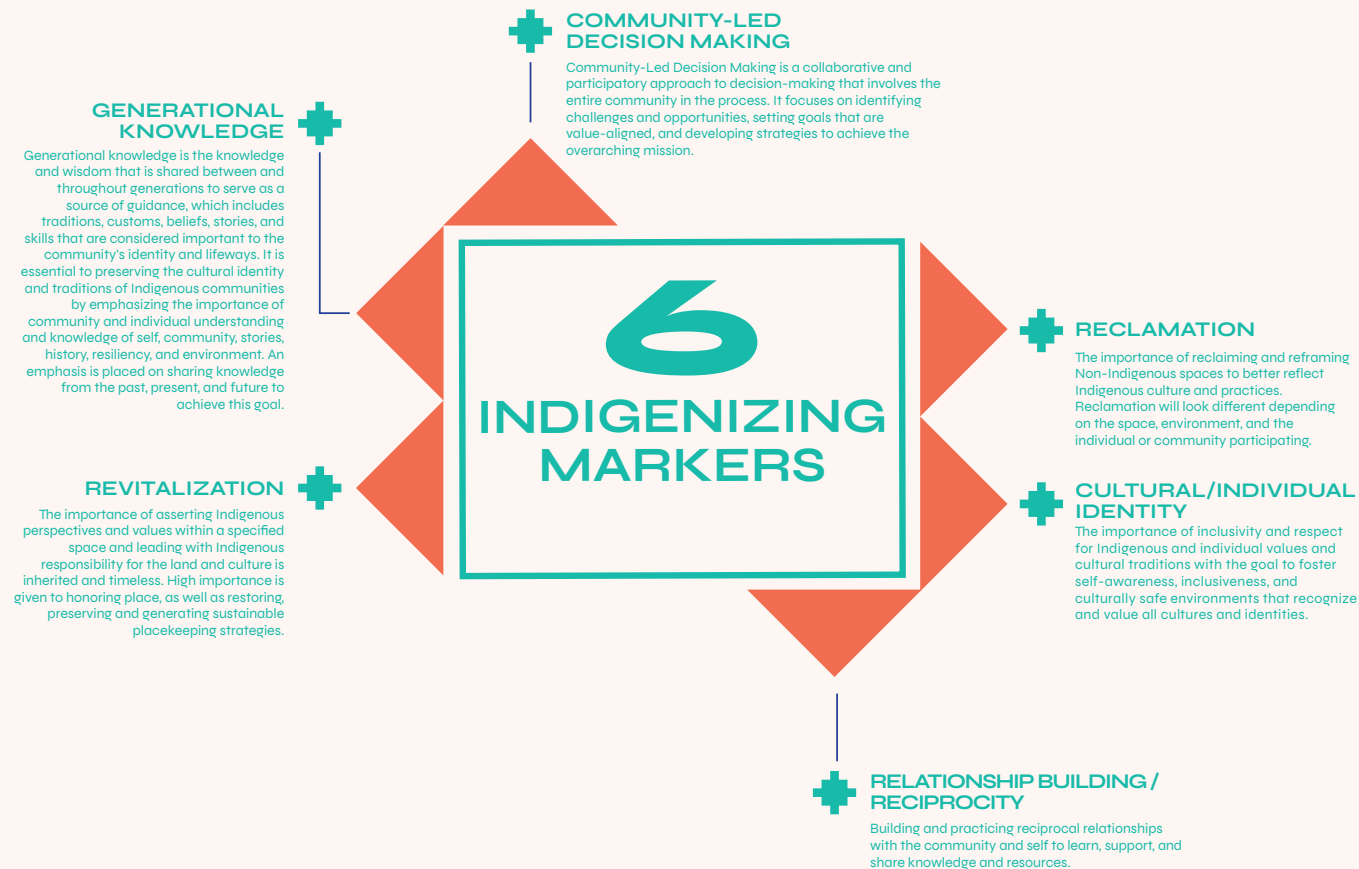 COMMUNITY-LED
DECISION MAKING
Community-Led Decision Making is a collaborative and
participatory approach to decision-making that involves the
entire community in the process. It focuses on identifying
challenges and opportunities, setting goals that are
value-aligned, and developing strategies to achieve the
overarching mission.
GENERATIONAL
KNOWLEDGE
Generational knowledge is the knowledge
and wisdom that is shared between and
throughout generations to serve as a
source of guidance, which includes
traditions, customs, beliefs, stories, and
skills that are considered important to the
community's identity and lifeways. It is
essential to preserving the cultural identity
and traditions of Indigenous communities
by emphasizing the importance of
community and individual understanding
and knowledge of self, community, stories,
history, resiliency, and environment. An
emphasis is placed on sharing knowledge
from the past, present, and future to
achieve this goal.
REVITALIZATION
The importance of asserting Indigenous
perspectives and values within a specified
space and leading with Indigenous
responsibility for the land and culture is
inherited and timeless. High importance is
given to honoring place, as well as restoring,
preserving and generating sustainable
placekeeping strategies.
6
INDIGENIZING
MARKERS
RECLAMATION
The importance of reclaiming and reframing
Non-Indigenous spaces to better reflect
Indigenous culture and practices.
Reclamation will look different depending
on the space, environment, and the
individual or community participating.
CULTURAL/INDIVIDUAL
IDENTITY
The importance of inclusivity and respect
for Indigenous and individual values and
cultural traditions with the goal to foster
self-awareness, inclusiveness, and
culturally safe environments that recognize
and value all cultures and identities.
RELATIONSHIP BUILDING /
RECIPROCITY
Building and practicing reciprocal relationships
with the community and self to learn, support, and
share knowledge and resources.